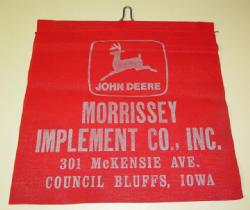 JOHN DEERE
MORRISSEY
IMPLEMENT CO., INC.
301 McKENSIE AVE.
COUNCIL BLUFFS, IOWA